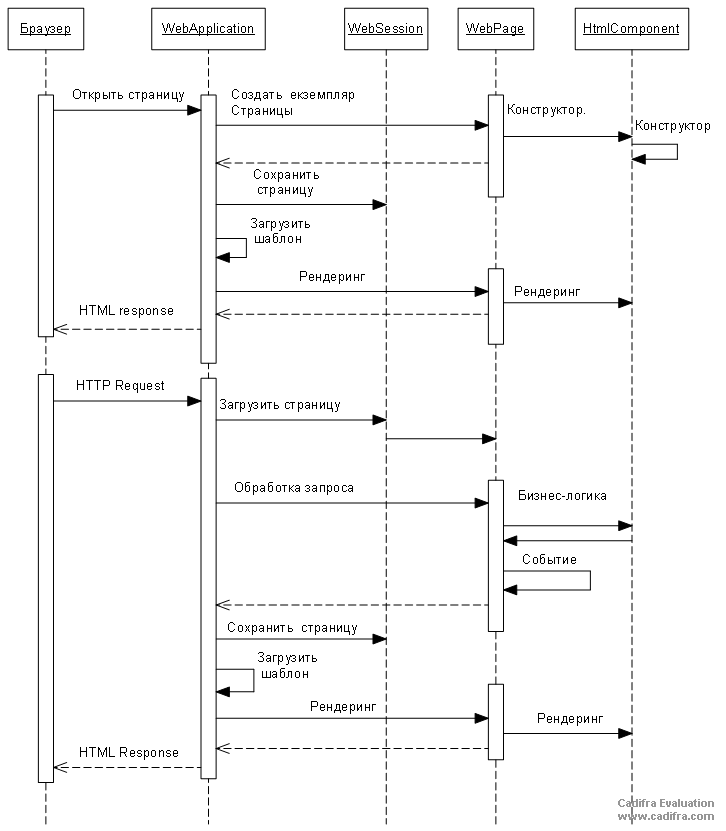 Браузер
WebApplication
WebSession
WebPage
HtmlComponent
Открыть страницу
Создать екземпляр
Страницы
Конструктор.
Конструктор
Сохранить
страницу
Загрузить
шаблон
Рендеринг
Рендеринг
HTML response
HTTP Request
Загрузить страницу
Обработка запроса
Бизнес-логика
Событие
Сохранить страницу
Загрузить
шаблон
Рендеринг
Рендеринг
HTML Response
Cadifra Evaluation
www.cadifra.com